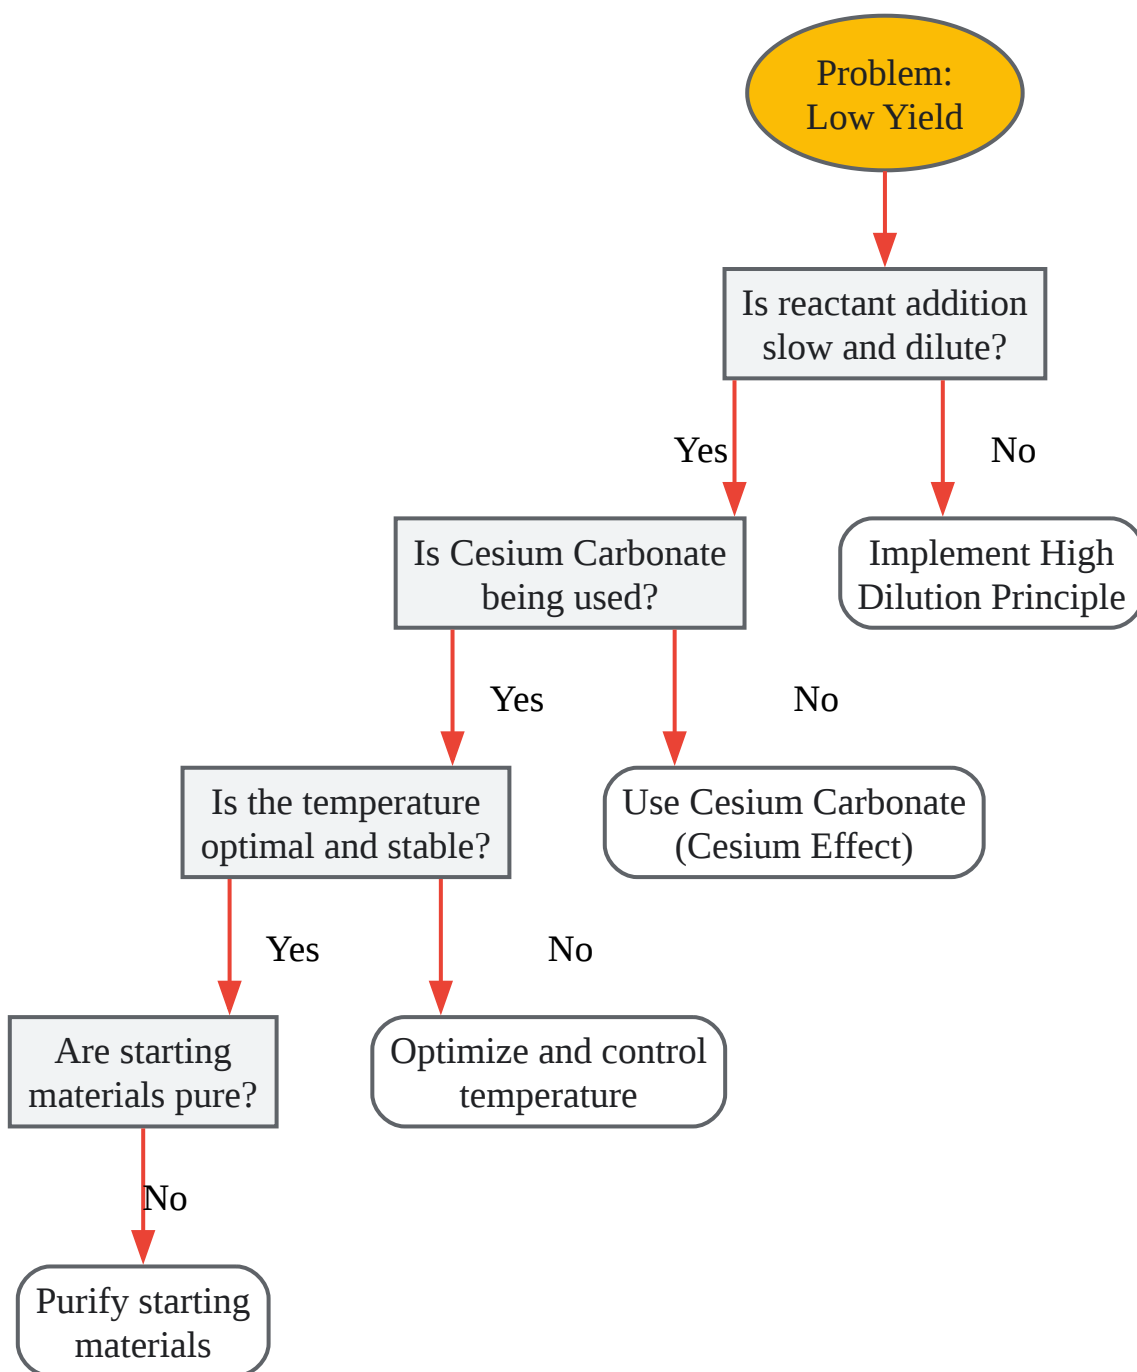 Problem:
Low Yield
Is reactant addition
slow and dilute?
Yes
No
Is Cesium Carbonate
being used?
Implement High
Dilution Principle
Yes
No
Is the temperature
optimal and stable?
Use Cesium Carbonate
(Cesium Effect)
Yes
No
Are starting
materials pure?
Optimize and control
temperature
No
Purify starting
materials